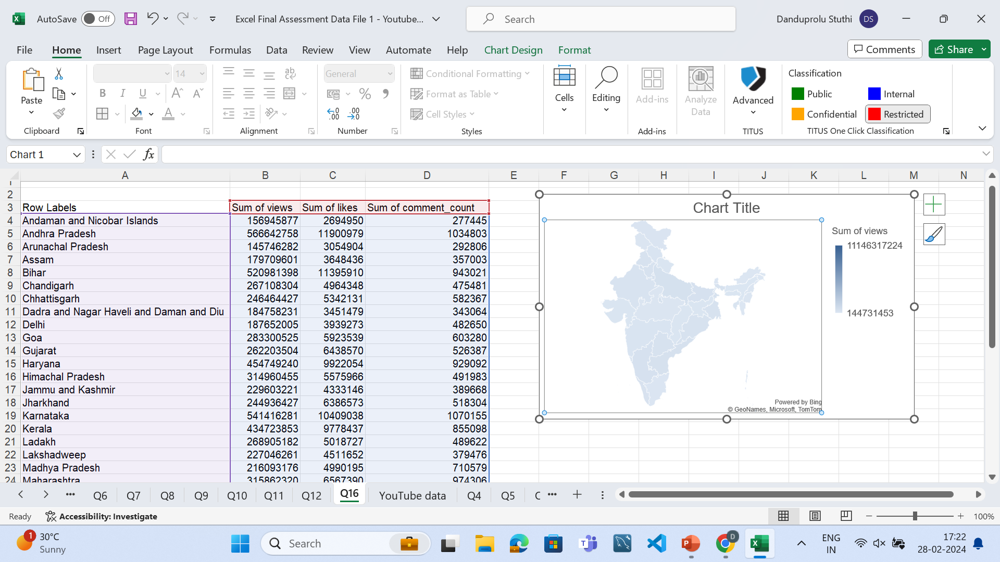 AutoSave Off Excel Final Assessment Data File 1 - Youtube... Search Danduprolu Stuthi DS
File Home Insert Page Layout Formulas Data Review View Automate Help Chart Design Format Comments Share
Paste
Clipboard
14
B I U A A A
Font
ab
Alignment
General
% 9
Number
Conditional Formatting
Format as Table
Cell Styles
Styles
Cells
Editing
Add-ins
Add-ins
Analyze
Data
Advanced
TITUS
Classification
Public Internal
Confidential Restricted
TITUS One Click Classification
Chart 1 fx
A B C D E F G H I J K L M N
1
2
3 Row Labels Sum of views Sum of likes Sum of comment_count
4 Andaman and Nicobar Islands 156945877 2694950 277445
5 Andhra Pradesh 566642758 11900979 1034803
6 Arunachal Pradesh 145746282 3054904 292806
7 Assam 179709601 3648436 357003
8 Bihar 520981398 11395910 943021
9 Chandigarh 267108304 4964348 475481
10 Chhattisgarh 246464427 5342131 582367
11 Dadra and Nagar Haveli and Daman and Diu 184758231 3451479 343064
12 Delhi 187652005 3939273 482650
13 Goa 283300525 5923539 603280
14 Gujarat 262203504 6438570 526387
15 Haryana 454749240 9922054 929092
16 Himachal Pradesh 314960455 5575966 491983
17 Jammu and Kashmir 229603221 4333146 389668
18 Jharkhand 244936427 6386573 518304
19 Karnataka 541416281 10409038 1070155
20 Kerala 434723853 9778437 855098
21 Ladakh 268905182 5018727 489622
22 Lakshadweep 227046261 4511652 379476
23 Madhya Pradesh 216093176 4990195 710579
24 Maharashtra 315862320 6567390 974306
Chart Title
Sum of views
11146317224
144731453
Powered by Bing
© GeoNames, Microsoft, TomTom
Q6 Q7 Q8 Q9 Q10 Q11 Q12 Q16 YouTube data Q4 Q5
Ready Accessibility: Investigate 100%
1 30°C
Sunny
Search
D
ENG
IN
17:22
28-02-2024